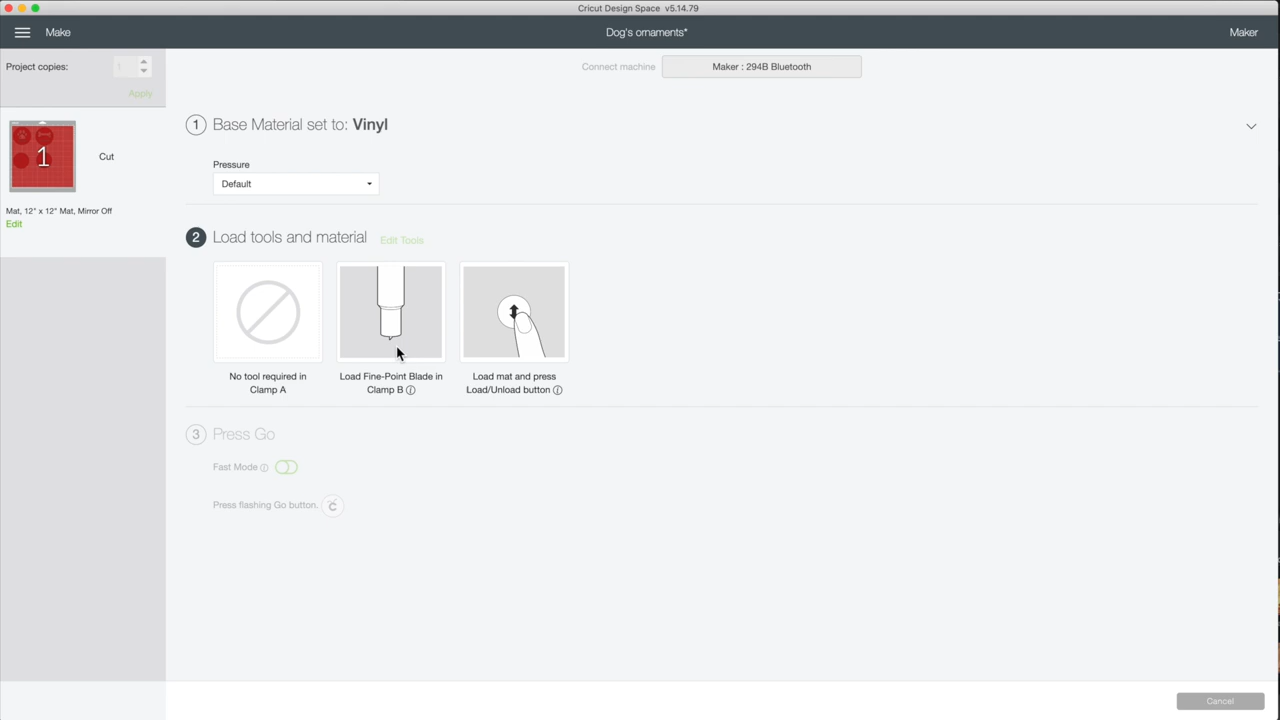 Cricut Design Space v5.14.79
Make
Dog's ornaments*
Maker
Project copies:
1
Apply
Connect machine
Maker : 294B Bluetooth
1
Cut
Mat, 12" x 12" Mat, Mirror Off
Edit
1 Base Material set to: Vinyl
Pressure
Default
2 Load tools and material Edit Tools
No tool required in
Clamp A
Load Fine-Point Blade in
Clamp B
Load mat and press
Load/Unload button
3 Press Go
Fast Mode
Press flashing Go button.
Cancel